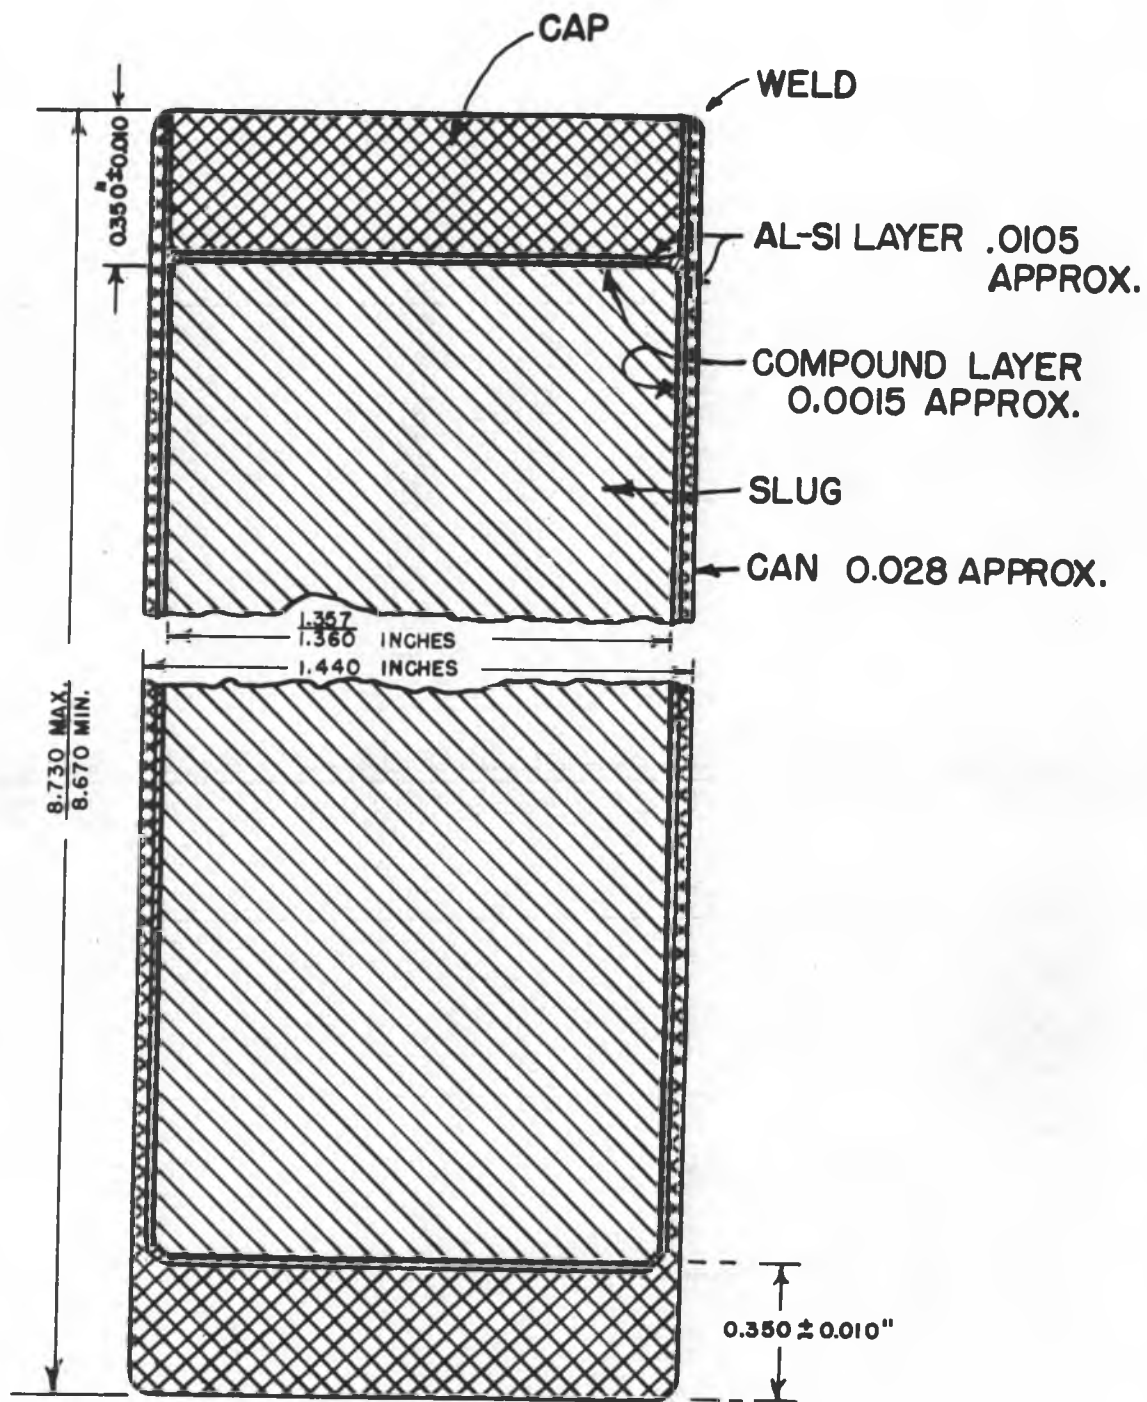 CAP
WELD
0.350"±0.010
AL-SI LAYER .0105
APPROX.
COMPOUND LAYER
0.0015 APPROX.
SLUG
CAN 0.028 APPROX.
1.357
1.360 INCHES
1.440 INCHES
8.730 MAX.
8.670 MIN.
0.350 ± 0.010"